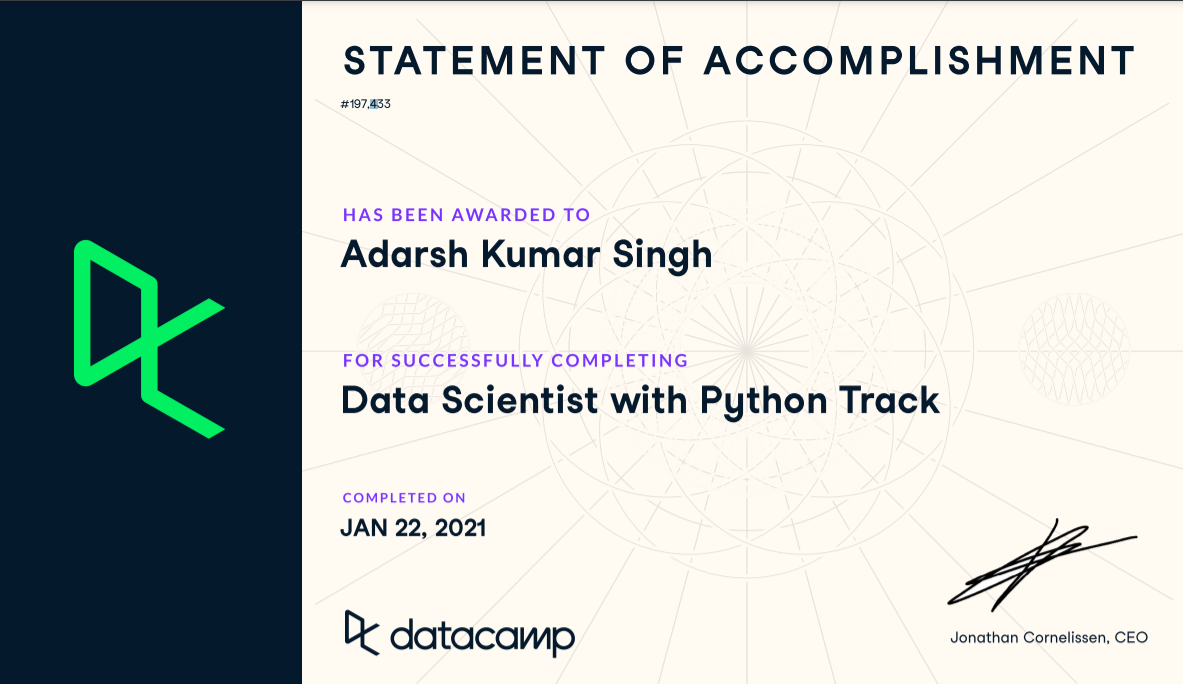 STATEMENT OF ACCOMPLISHMENT
#197,433
HAS BEEN AWARDED TO
Adarsh Kumar Singh
FOR SUCCESSFULLY COMPLETING
Data Scientist with Python Track
COMPLETED ON
JAN 22, 2021
datacamp
Jonathan Cornelissen, CEO